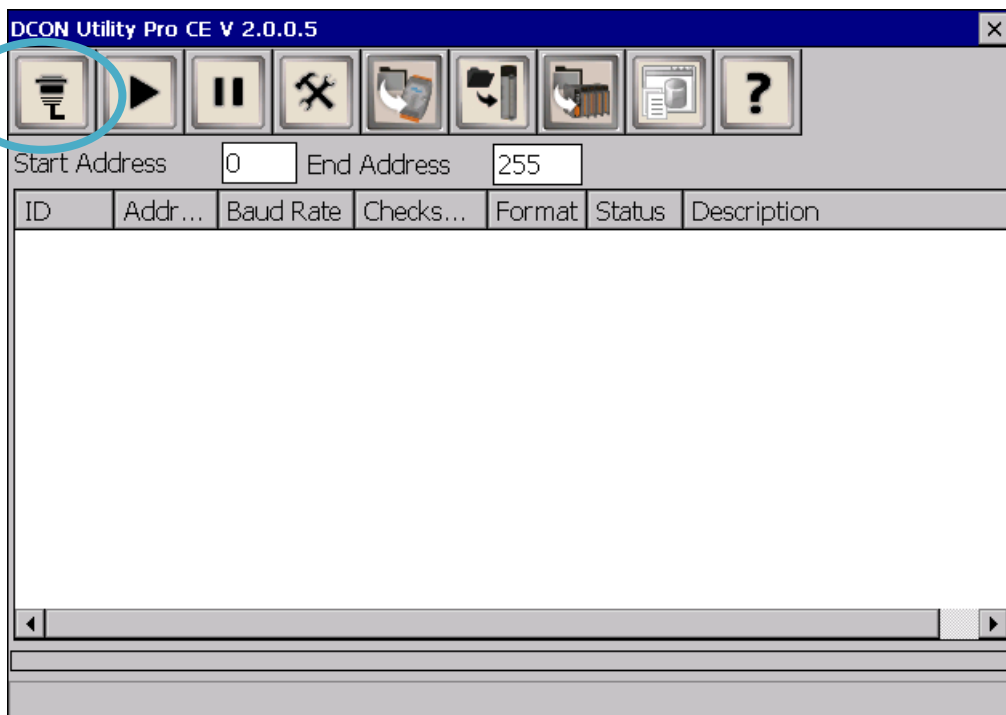 DCON Utility Pro CE V 2.0.0.5
?
Start Address 0 End Address 255
ID Addr... Baud Rate Checks... Format Status Description